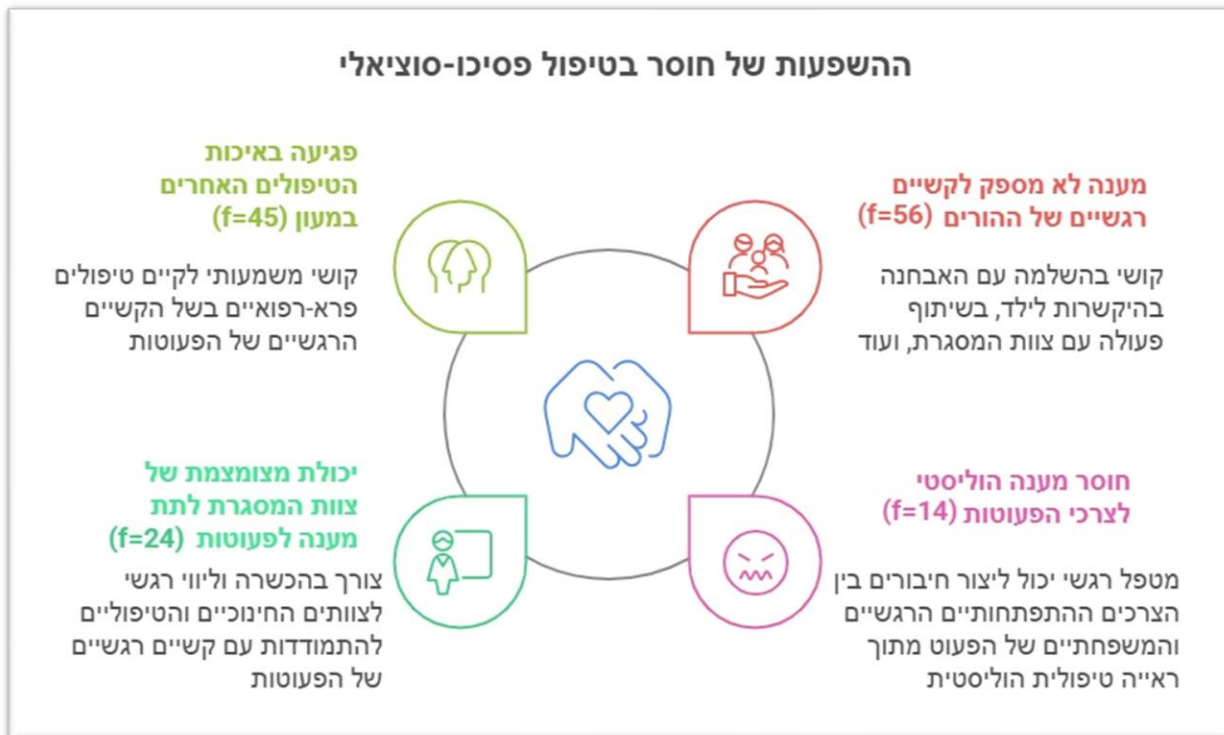 ההשפעות של חוסר בטיפול פסיכו-סוציאלי
מענה לא מספק לקשיים
רגשיים של ההורים (f=56)
קושי בהשלמה עם האבחנה
בהיקשרות לילד, בשיתוף
פעולה עם צוות המסגרת, ועוד
פגיעה באיכות
הטיפולים האחרים
במעון (f=45)
קושי משמעותי לקיים טיפולים
פרא-רפואיים בשל הקשיים
הרגשיים של הפעוטות
חוסר מענה הוליסטי
לצרכי הפעוטות (f=14)
מטפל רגשי יכול ליצור חיבורים בין
הצרכים ההתפתחותיים הרגשיים
והמשפחתיים של הפעוט מתוך
ראייה טיפולית הוליסטית
יכולת מצומצמת של
צוות המסגרת לתת
מענה לפעוטות (f=24)
צורך בהכשרה וליווי רגשי
לצוותים החינוכיים והטיפוליים
להתמודדות עם קשיים רגשיים
של הפעוטות